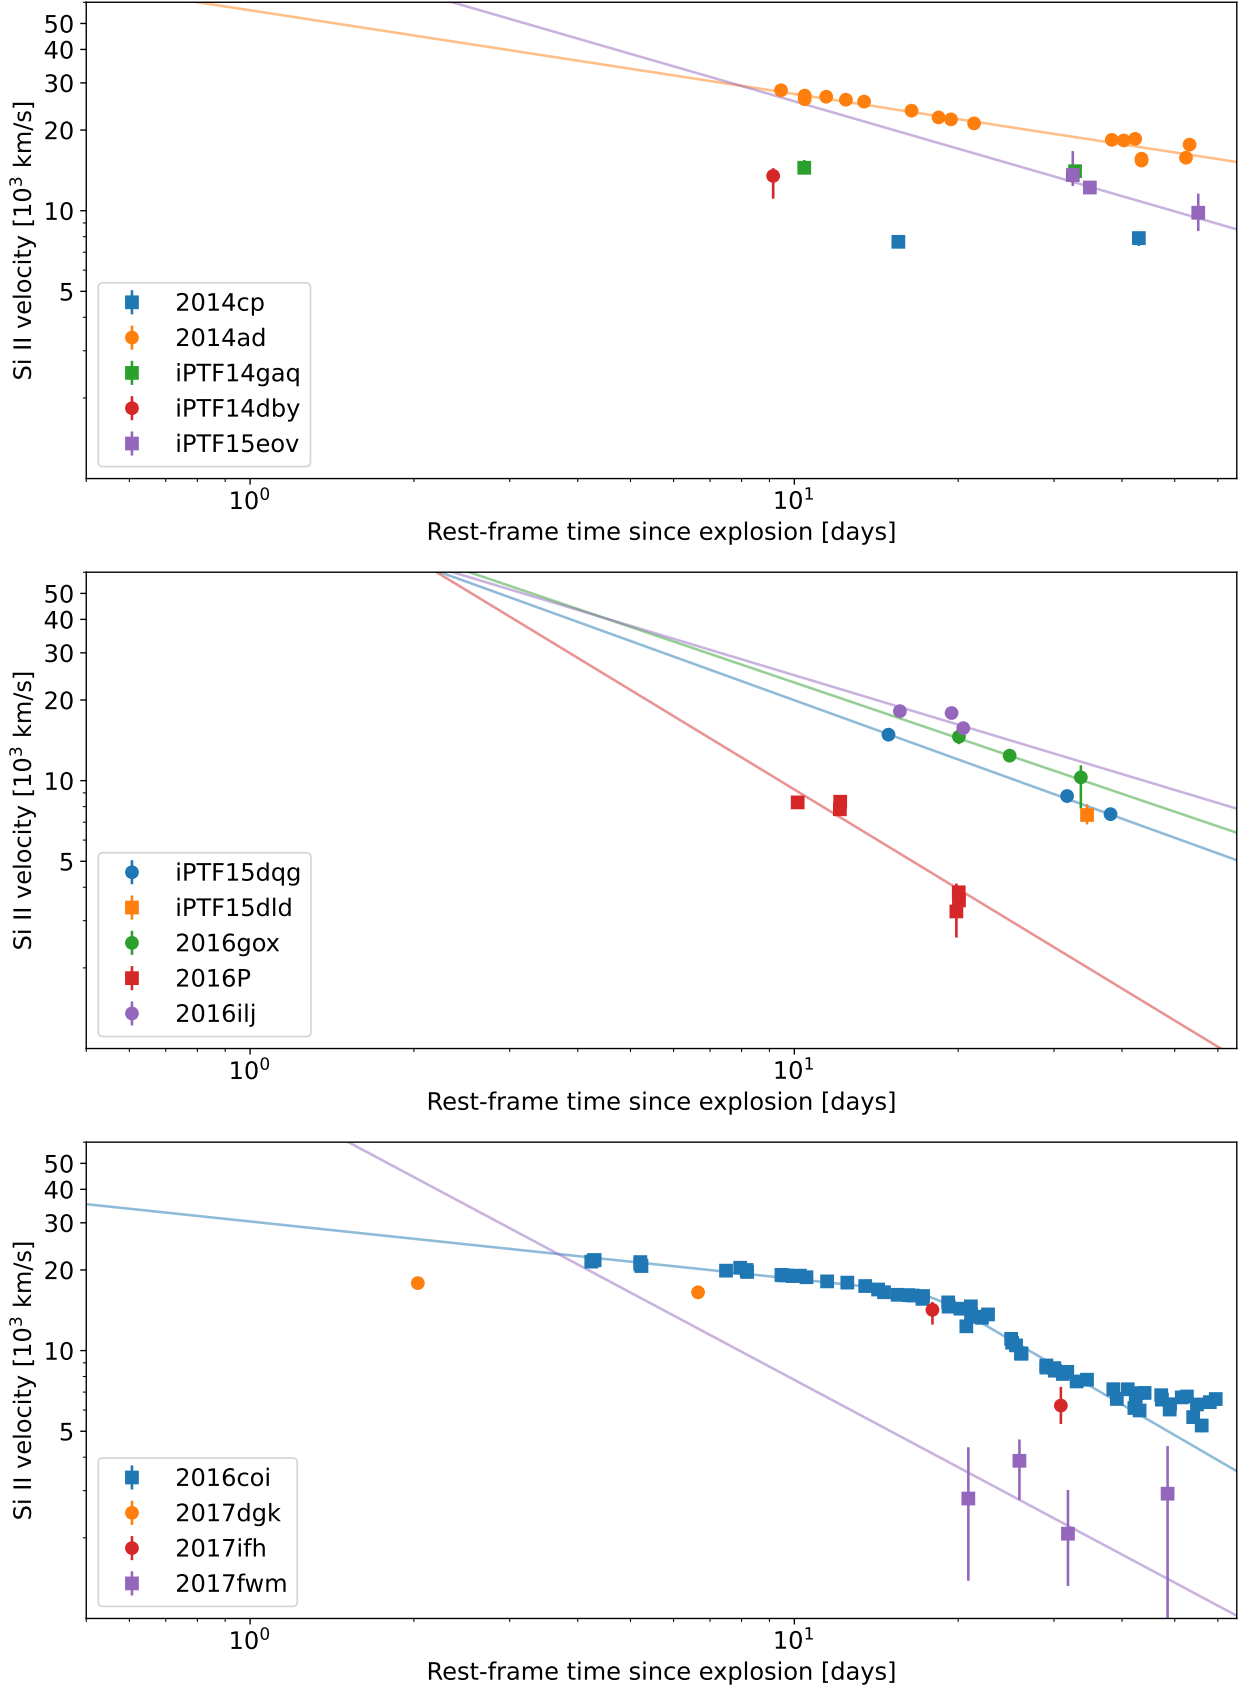 50
40
30
20
10
5
Si II velocity [10³ km/s]
2014cp
2014ad
iPTF14gaq
iPTF14dby
iPTF15eov
10⁰
10¹
Rest-frame time since explosion [days]
50
40
30
20
10
5
Si II velocity [10³ km/s]
iPTF15dqg
iPTF15dld
2016gox
2016P
2016ilj
10⁰
10¹
Rest-frame time since explosion [days]
50
40
30
20
10
5
Si II velocity [10³ km/s]
2016coi
2017dgk
2017ifh
2017fwm
10⁰
10¹
Rest-frame time since explosion [days]